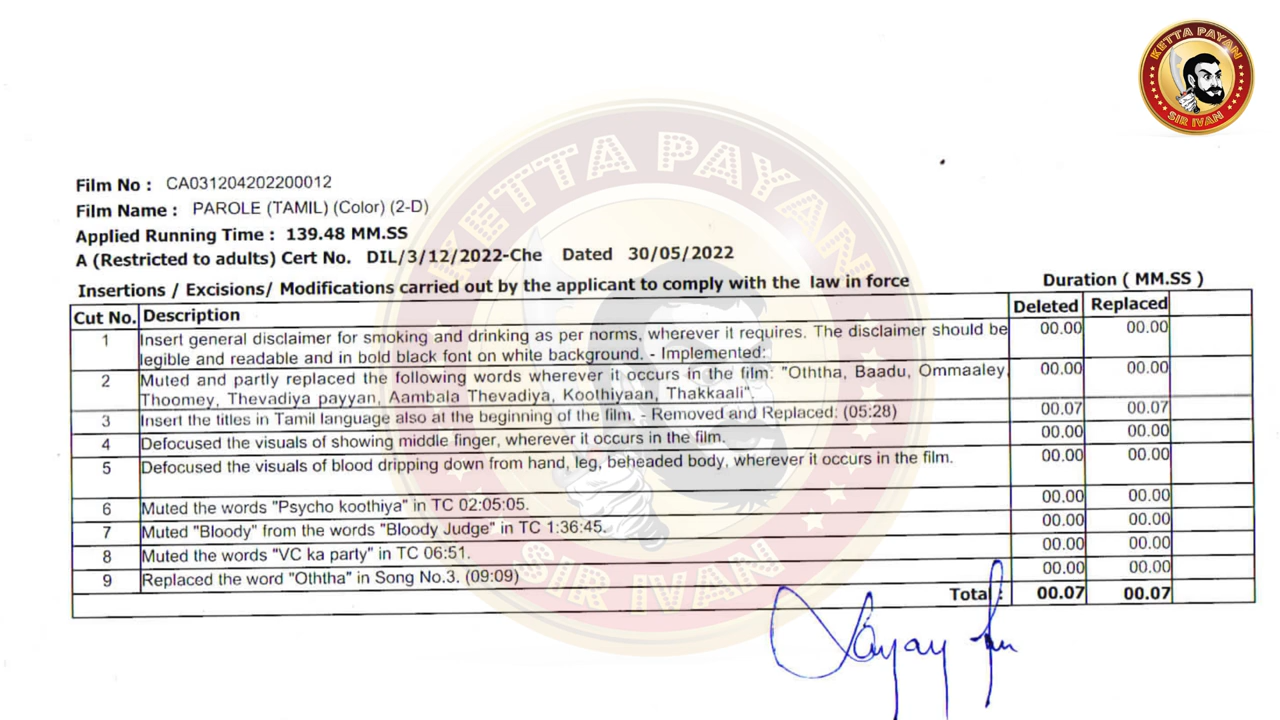 KETTA PAYAN
SIR IVAN
KETTA PAYAN
SIR IVAN
Film No : CA031204202200012
Film Name : PAROLE (TAMIL) (Color) (2-D)
Applied Running Time : 139.48 MM.SS
A (Restricted to adults) Cert No. DIL/3/12/2022-Che Dated 30/05/2022
Insertions / Excisions/ Modifications carried out by the applicant to comply with the law in force Duration ( MM.SS )
Cut No. Description Deleted Replaced
1 Insert general disclaimer for smoking and drinking as per norms, wherever it requires. The disclaimer should be 00.00 00.00
legible and readable and in bold black font on white background. - Implemented:
2 Muted and partly replaced the following words wherever it occurs in the film: "Oththa, Baadu, Ommaaley, 00.00 00.00
Thoomey, Thevadiya payyan, Aambala Thevadiya, Koothiyaan, Thakkaali".
3 Insert the titles in Tamil language also at the beginning of the film. - Removed and Replaced: (05:28) 00.07 00.07
4 Defocused the visuals of showing middle finger, wherever it occurs in the film. 00.00 00.00
5 Defocused the visuals of blood dripping down from hand, leg, beheaded body, wherever it occurs in the film. 00.00 00.00
6 Muted the words "Psycho koothiya" in TC 02:05:05. 00.00 00.00
7 Muted "Bloody" from the words "Bloody Judge" in TC 1:36:45. 00.00 00.00
8 Muted the words "VC ka party" in TC 06:51. 00.00 00.00
9 Replaced the word "Oththa" in Song No.3. (09:09) 00.00 00.00
Total : 00.07 00.07